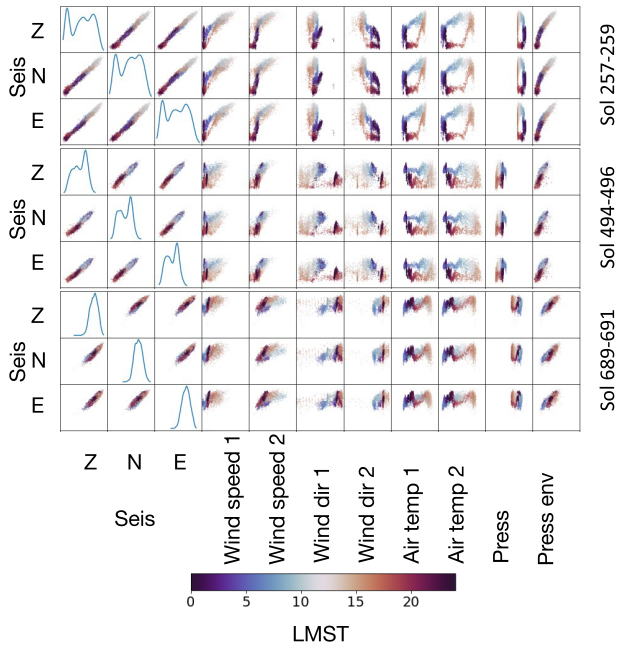 Z
N
E
Seis
Sol 257-259
Z
N
E
Seis
Sol 494-496
Z
N
E
Seis
Sol 689-691
Z N E
Seis
Wind speed 1
Wind speed 2
Wind dir 1
Wind dir 2
Air temp 1
Air temp 2
Press
Press env
0 5 10 15 20
LMST